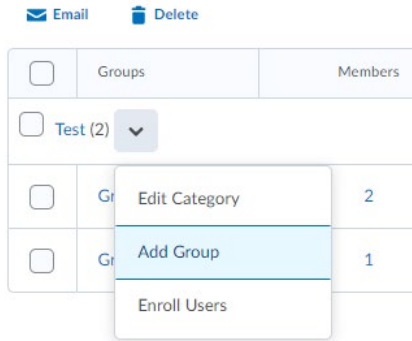 Email Delete
Groups Members
Test (2)
Edit Category
2
Add Group
1
Enroll Users